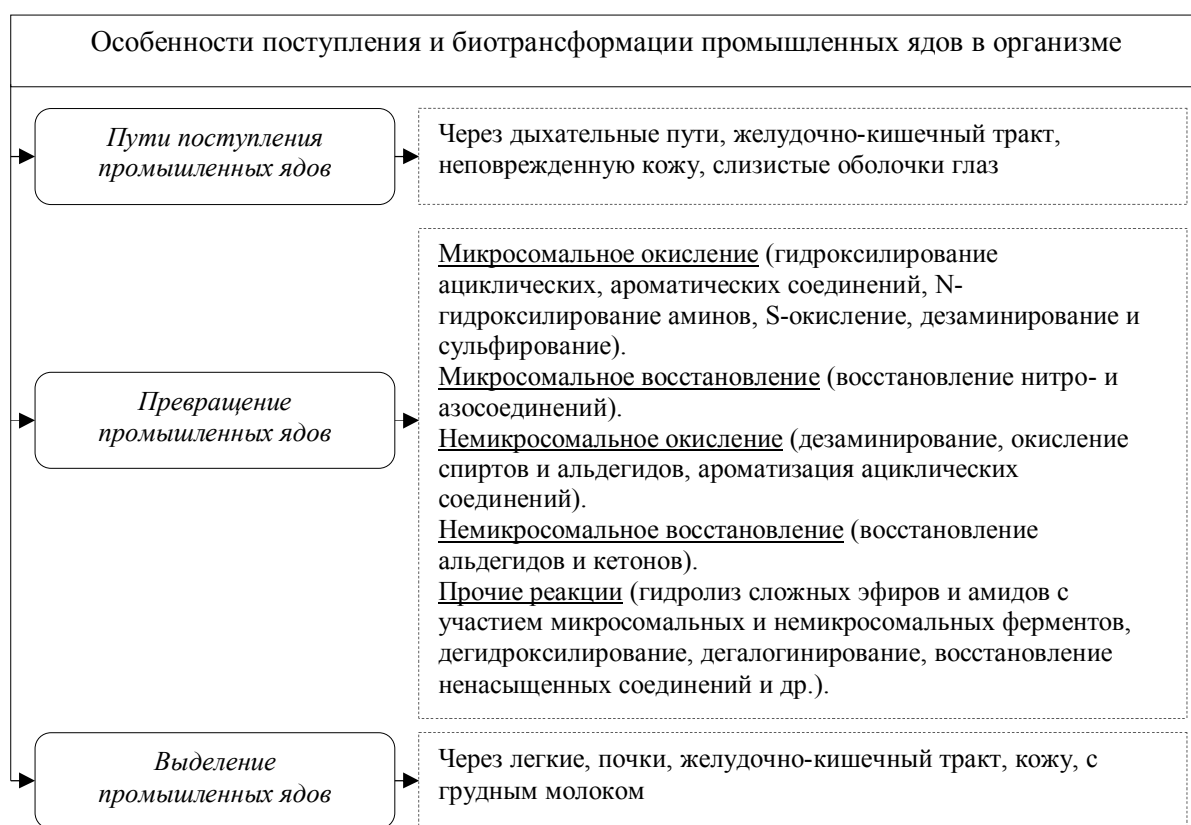 Особенности поступления и биотрансформации промышленных ядов в организме
Пути поступления
промышленных ядов
Через дыхательные пути, желудочно-кишечный тракт,
неповрежденную кожу, слизистые оболочки глаз
Превращение
промышленных ядов
Микросомальное окисление (гидроксилирование
ациклических, ароматических соединений, N-
гидроксилирование аминов, S-окисление, дезаминирование и
сульфирование).
Микросомальное восстановление (восстановление нитро- и
азосоединений).
Немикросомальное окисление (дезаминирование, окисление
спиртов и альдегидов, ароматизация ациклических
соединений).
Немикросомальное восстановление (восстановление
альдегидов и кетонов).
Прочие реакции (гидролиз сложных эфиров и амидов с
участием микросомальных и немикросомальных ферментов,
дегидроксилирование, дегалогинирование, восстановление
ненасыщенных соединений и др.).
Выделение
промышленных ядов
Через легкие, почки, желудочно-кишечный тракт, кожу, с
грудным молоком